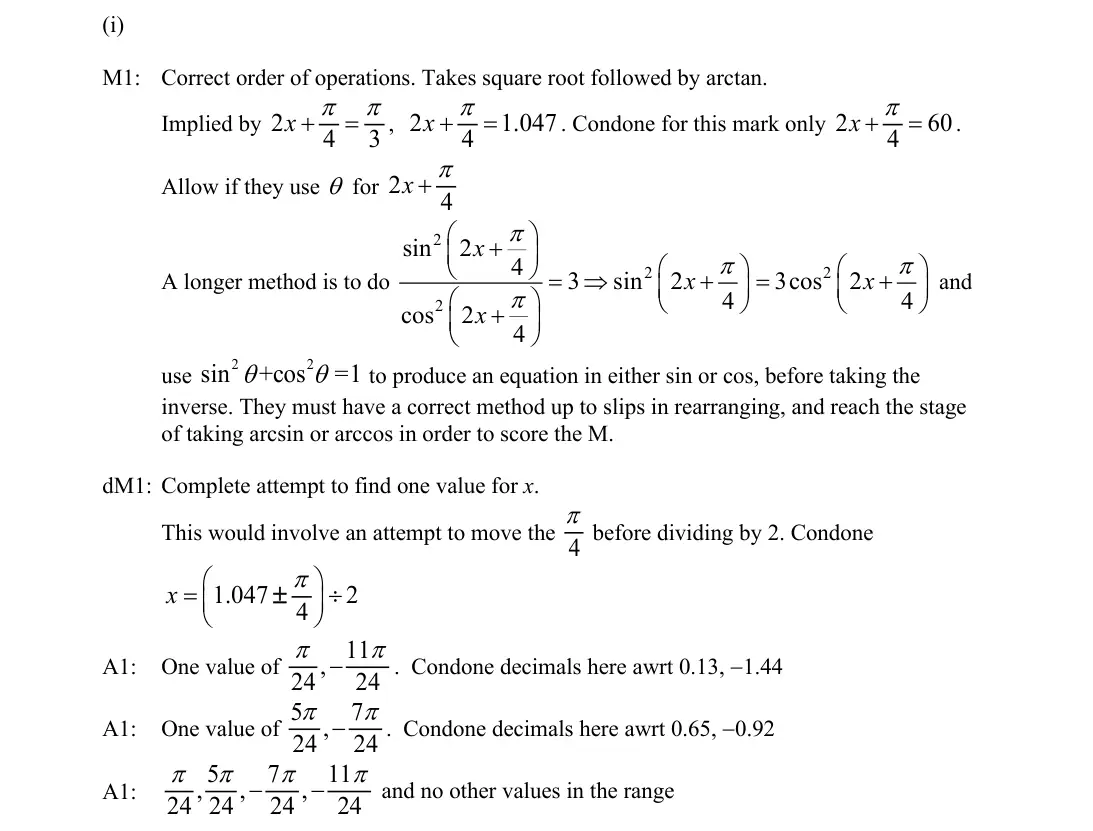 (i)
M1: Correct order of operations. Takes square root followed by arctan.
Implied by 2x + π/4 = π/3, 2x + π/4 = 1.047. Condone for this mark only 2x + π/4 = 60.
Allow if they use θ for 2x + π/4
A longer method is to do sin²(2x + π/4)/cos²(2x + π/4) = 3 ⇒ sin²(2x + π/4) = 3cos²(2x + π/4) and
use sin²θ+cos²θ=1 to produce an equation in either sin or cos, before taking the
inverse. They must have a correct method up to slips in rearranging, and reach the stage
of taking arcsin or arccos in order to score the M.
dM1: Complete attempt to find one value for x.
This would involve an attempt to move the π/4 before dividing by 2. Condone
x = (1.047 ± π/4) ÷ 2
A1: One value of π/24, −11π/24. Condone decimals here awrt 0.13, −1.44
A1: One value of 5π/24, −7π/24. Condone decimals here awrt 0.65, −0.92
A1: π/24, 5π/24, −7π/24, −11π/24 and no other values in the range